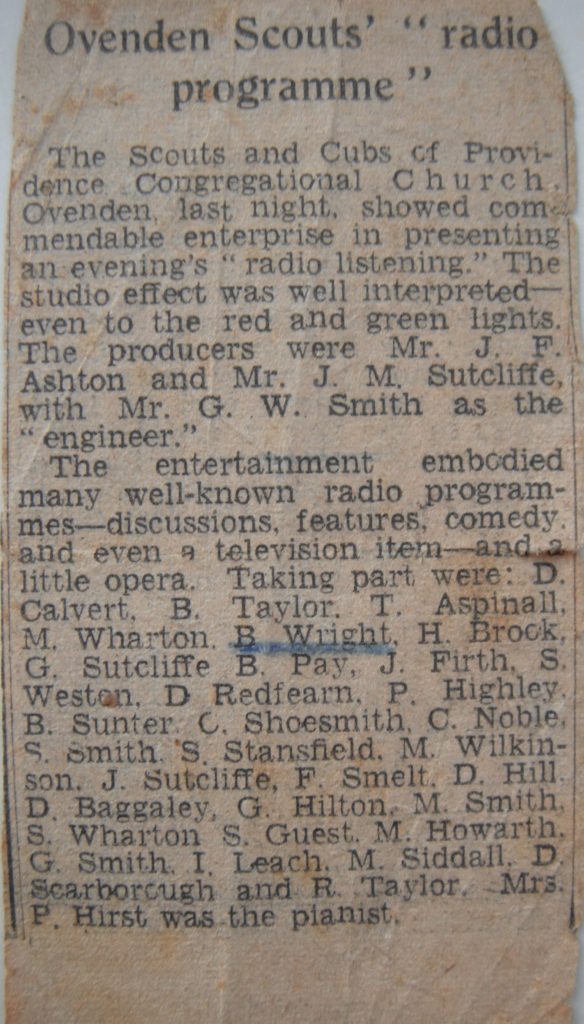 Ovenden Scouts' " radio
programme "
The Scouts and Cubs of Provi-
dence Congregational Church,
Ovenden, last night, showed com-
mendable enterprise in presenting
an evening's " radio listening." The
studio effect was well interpreted—
even to the red and green lights.
The producers were Mr. J. F.
Ashton and Mr. J. M. Sutcliffe,
with Mr. G. W. Smith as the
" engineer."
The entertainment embodied
many well-known radio program-
mes—discussions, features, comedy,
and even a television item—and a
little opera. Taking part were: D.
Calvert, B. Taylor, T. Aspinall,
M. Wharton, B. Wright, H. Brook,
G. Sutcliffe B. Pay, J. Firth, S.
Weston, D Redfearn, P. Highley,
B. Sunter, C. Shoesmith, C. Noble,
S. Smith, S. Stansfield, M. Wilkin-
son, J. Sutcliffe, F. Smelt, D. Hill,
D. Baggaley, G. Hilton, M. Smith,
S. Wharton S. Guest, M. Howarth,
G. Smith, I. Leach, M. Siddall, D.
Scarborough and R. Taylor. Mrs.
P. Hirst was the pianist.